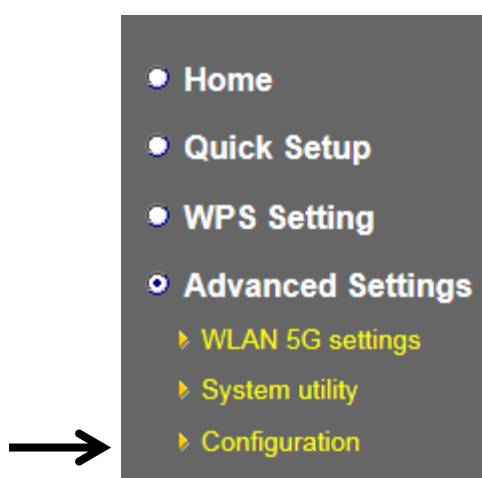 Home
Quick Setup
WPS Setting
Advanced Settings
WLAN 5G settings
System utility
Configuration